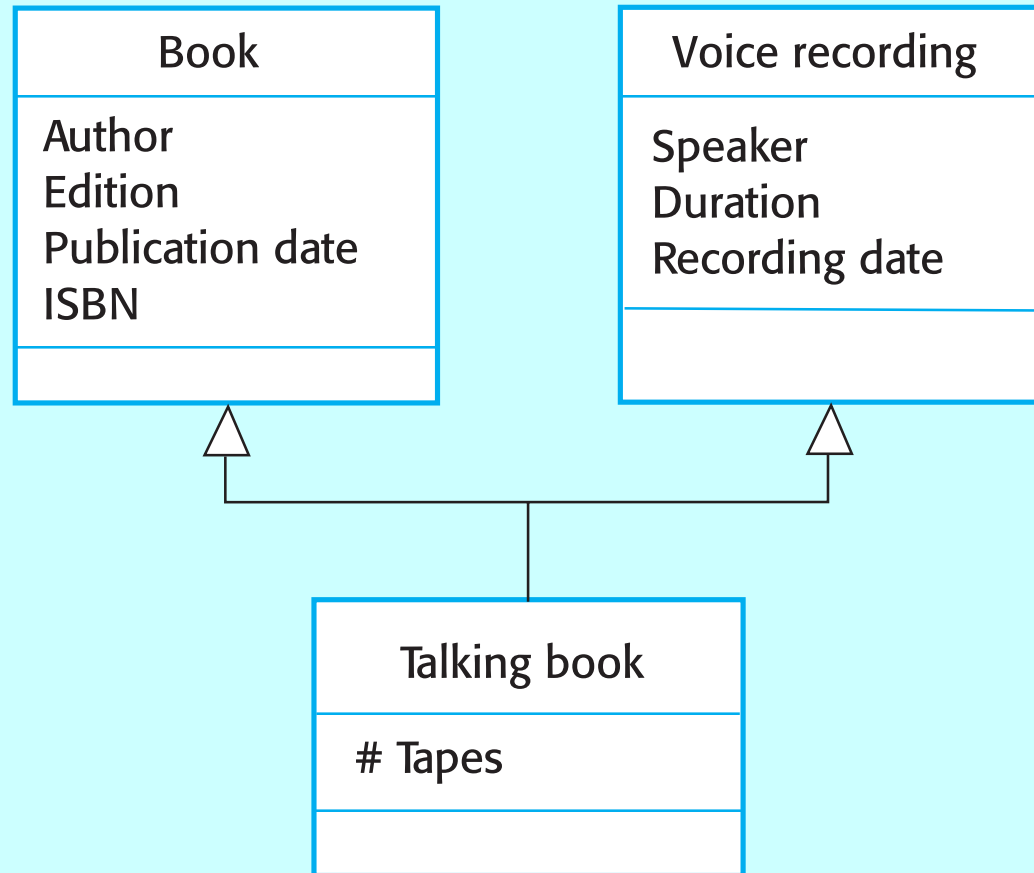 Book
Author
Edition
Publication date
ISBN
Voice recording
Speaker
Duration
Recording date
Talking book
# Tapes